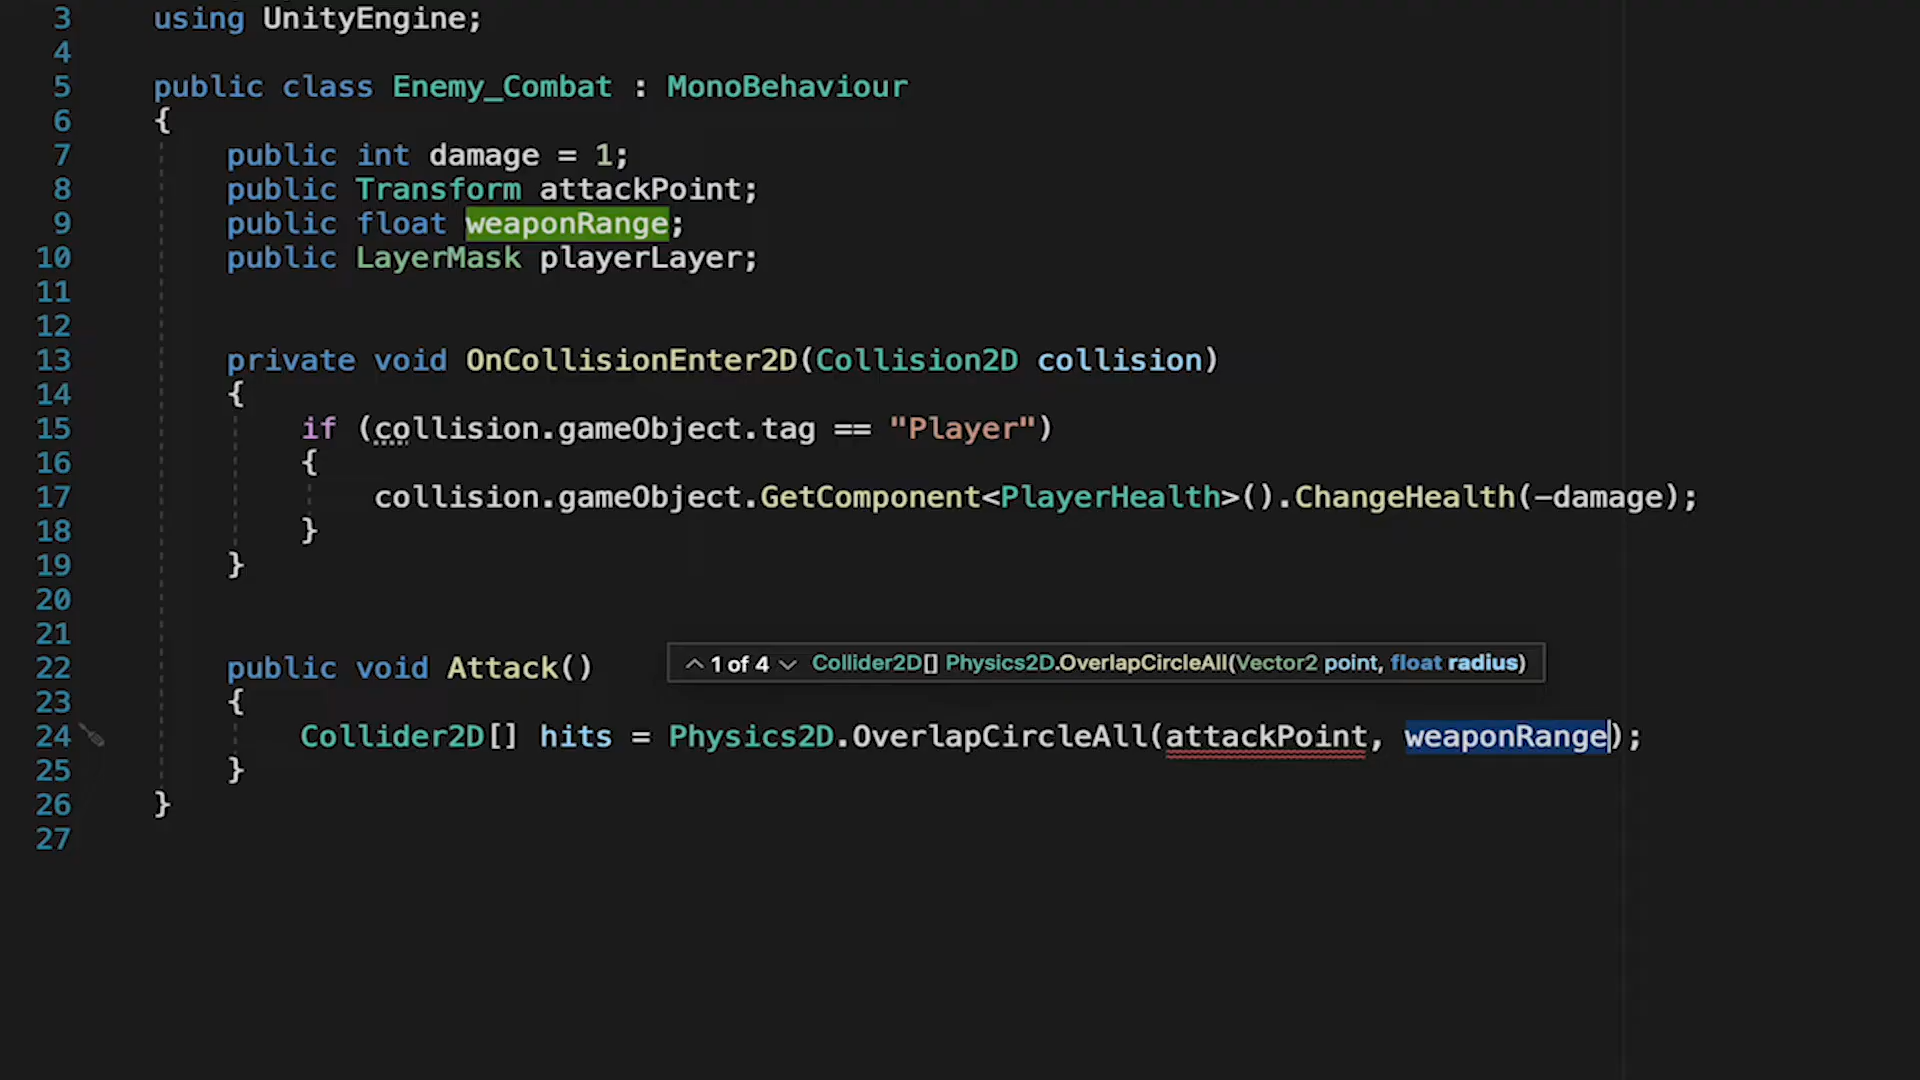 3 using UnityEngine;
4
5 public class Enemy_Combat : MonoBehaviour
6 {
7 public int damage = 1;
8 public Transform attackPoint;
9 public float weaponRange;
10 public LayerMask playerLayer;
11
12
13 private void OnCollisionEnter2D(Collision2D collision)
14 {
15 if (collision.gameObject.tag == "Player")
16 {
17 collision.gameObject.GetComponent<PlayerHealth>().ChangeHealth(-damage);
18 }
19 }
20
21
1 of 4 Collider2D[] Physics2D.OverlapCircleAll(Vector2 point, float radius)
22 public void Attack()
23 {
24 Collider2D[] hits = Physics2D.OverlapCircleAll(attackPoint, weaponRange);
25 }
26 }
27